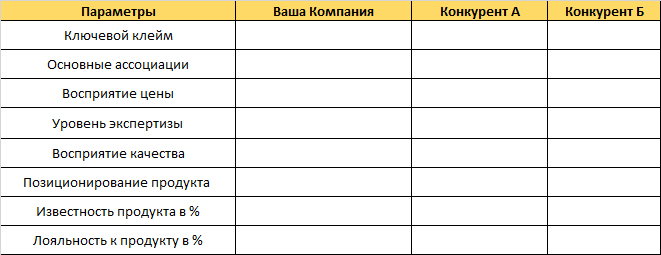 Параметры Ваша Компания Конкурент А Конкурент Б
Ключевой клейм
Основные ассоциации
Восприятие цены
Уровень экспертизы
Восприятие качества
Позиционирование продукта
Известность продукта в %
Лояльность к продукту в %